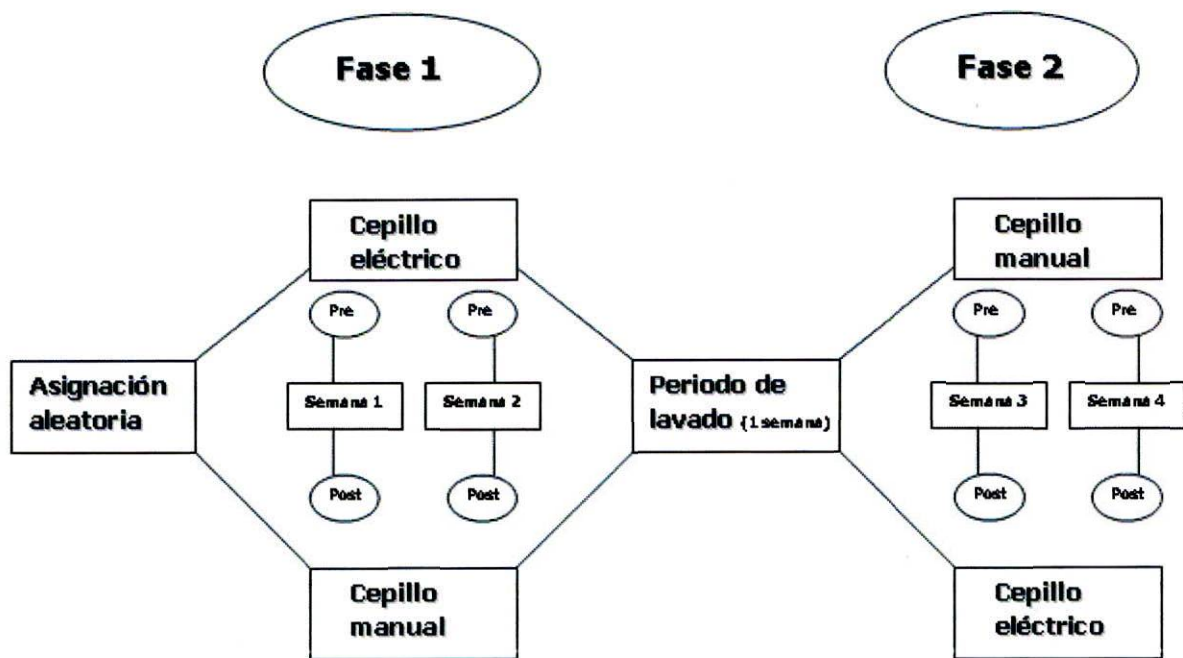 Fase 1
Fase 2
Cepillo
eléctrico
Cepillo
manual
Pre
Pre
Pre
Pre
Asignación
aleatoria
Semana 1
Semana 2
Periodo de
lavado (1 semana)
Semana 3
Semana 4
Post
Post
Post
Post
Cepillo
manual
Cepillo
eléctrico